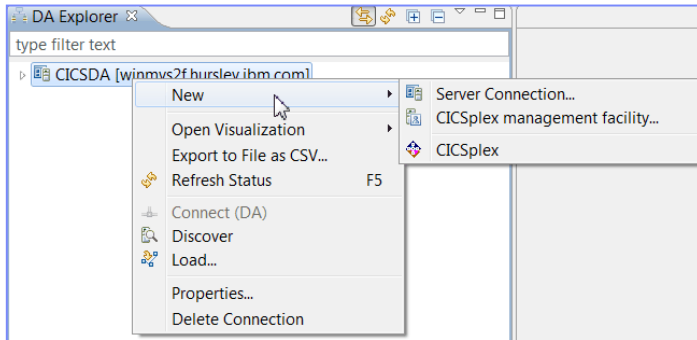 DA Explorer
type filter text
CICSDA [winmvs2f.hursley.ibm.com]
New
Open Visualization
Export to File as CSV...
Refresh Status F5
Connect (DA)
Discover
Load...
Properties...
Delete Connection
Server Connection...
CICSplex management facility...
CICSplex